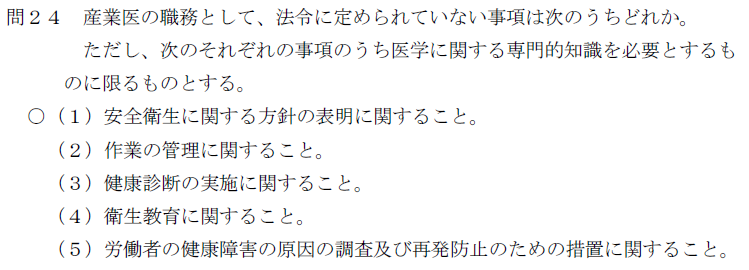 問２４　産業医の職務として、法令に定められていない事項は次のうちどれか。
ただし、次のそれぞれの事項のうち医学に関する専門的知識を必要とするも
のに限るものとする。
○（１）安全衛生に関する方針の表明に関すること。
（２）作業の管理に関すること。
（３）健康診断の実施に関すること。
（４）衛生教育に関すること。
（５）労働者の健康障害の原因の調査及び再発防止のための措置に関すること。